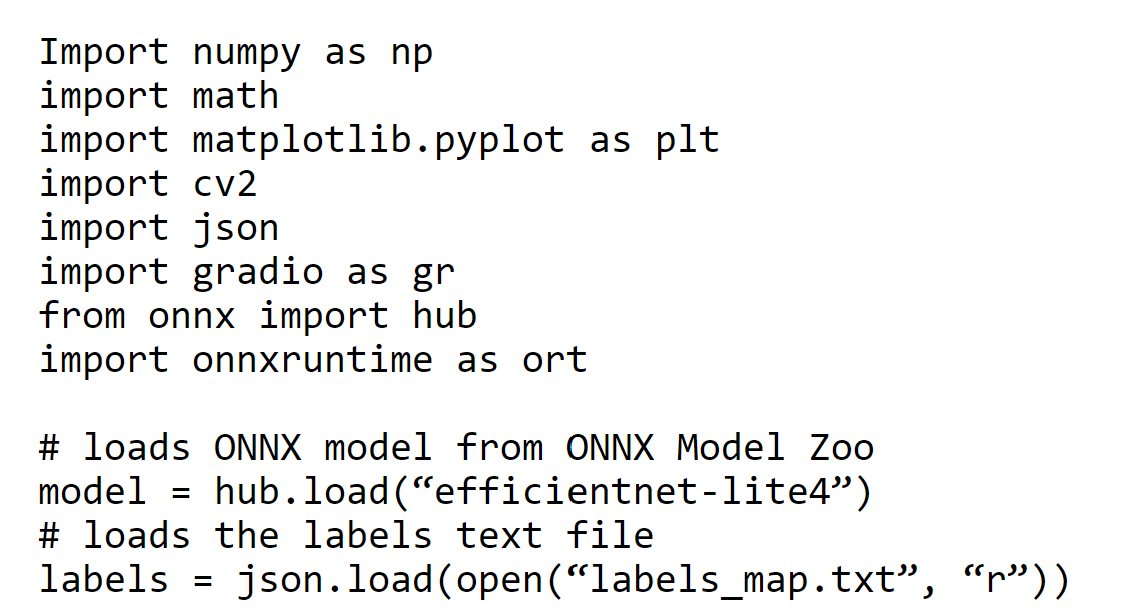 Import numpy as np
import math
import matplotlib.pyplot as plt
import cv2
import json
import gradio as gr
from onnx import hub
import onnxruntime as ort
# loads ONNX model from ONNX Model Zoo
model = hub.load(“efficientnet-lite4”)
# loads the labels text file
labels = json.load(open(“labels_map.txt”, “r”))